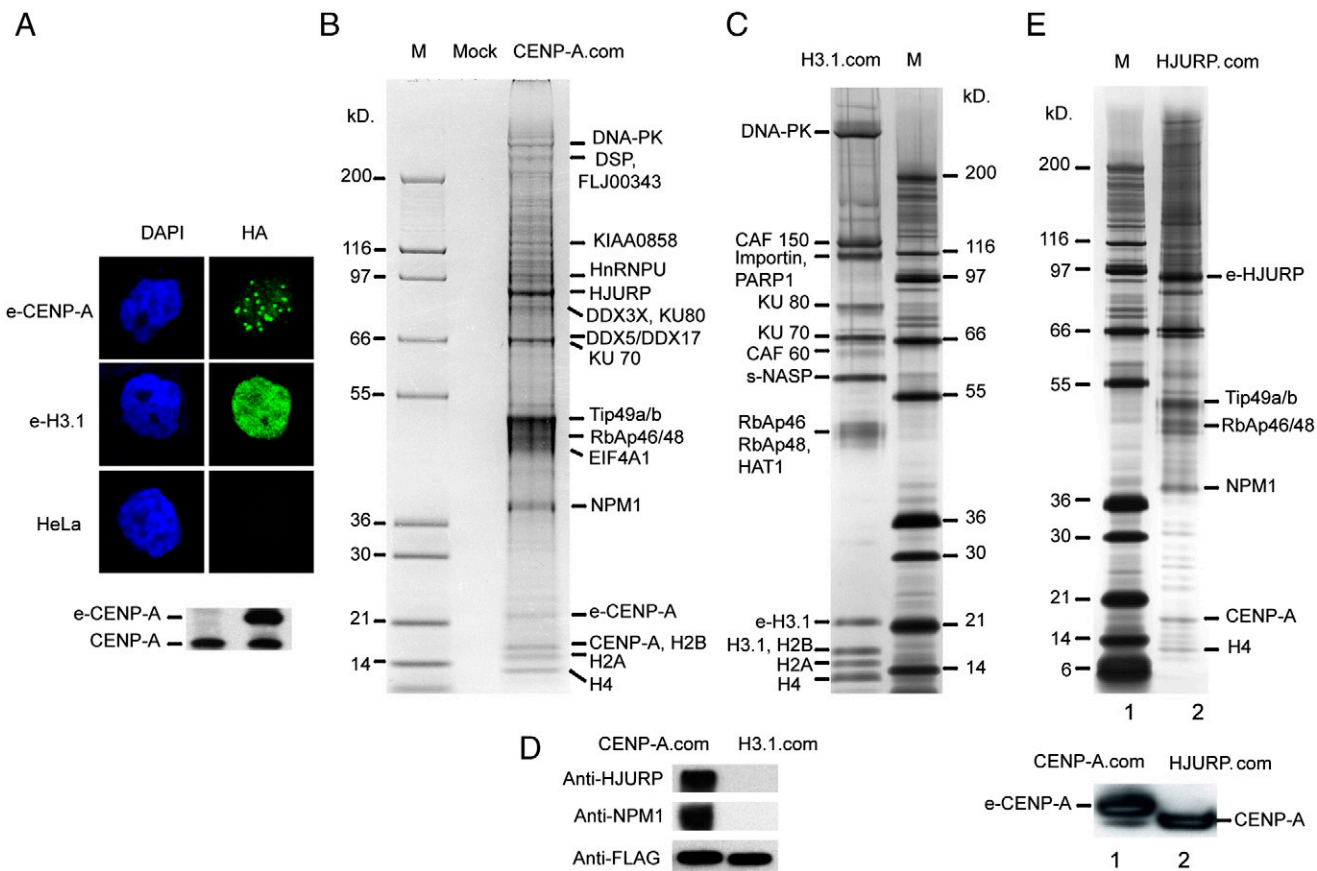 A
DAPI HA
e-CENP-A
e-H3.1
HeLa
e-CENP-A
CENP-A
B
M Mock CENP-A.com
kD.
200
116
97
66
55
36
30
21
14
DNA-PK
DSP,
FLJ00343
KIAA0858
HnRNPU
HJURP
DDX3X, KU80
DDX5/DDX17
KU 70
Tip49a/b
RbAp46/48
EIF4A1
NPM1
e-CENP-A
CENP-A, H2B
H2A
H4
C
H3.1.com M
kD.
DNA-PK
CAF 150
Importin,
PARP1
KU 80
KU 70
CAF 60
s-NASP
RbAp46
RbAp48,
HAT1
e-H3.1
H3.1, H2B
H2A
H4
200
116
97
66
55
36
30
21
14
D
CENP-A.com H3.1.com
Anti-HJURP
Anti-NPM1
Anti-FLAG
E
M HJURP.com
kD.
200
116
97
66
55
36
30
21
14
6
e-HJURP
Tip49a/b
RbAp46/48
NPM1
CENP-A
H4
1 2
CENP-A.com HJURP.com
e-CENP-A
CENP-A
1 2